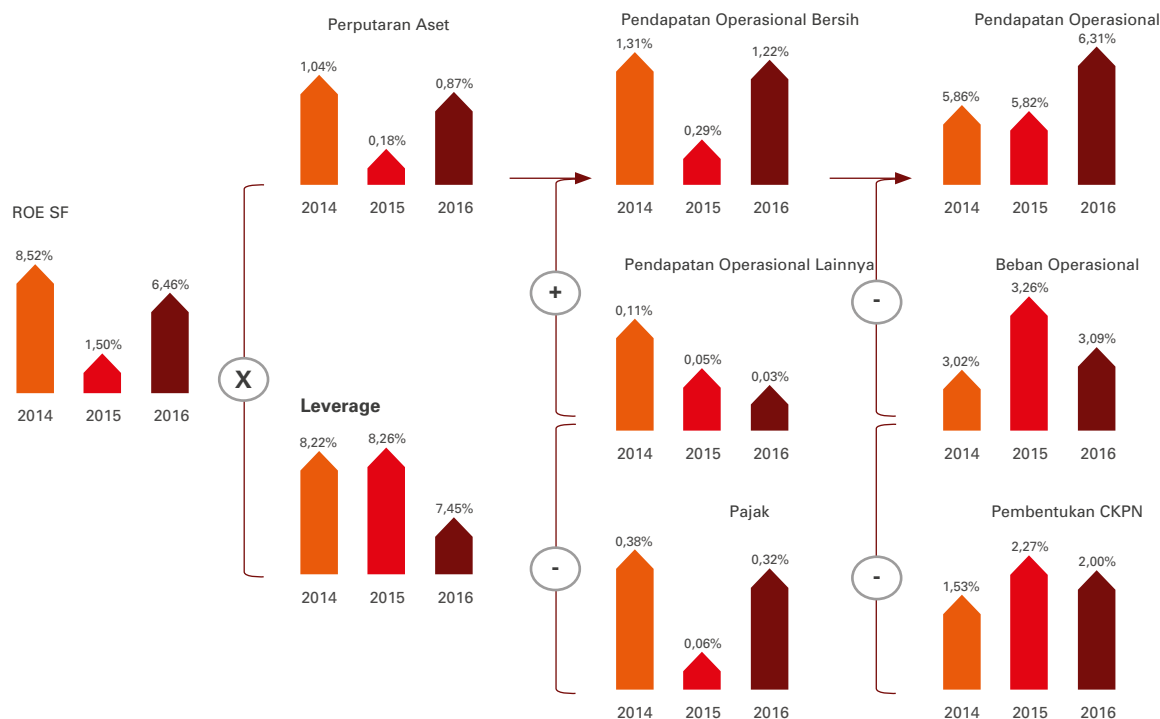 ROE SF
8,52%
1,50%
6,46%
2014 2015 2016
X
Perputaran Aset
1,04%
0,18%
0,87%
2014 2015 2016
Leverage
8,22%
8,26%
7,45%
2014 2015 2016
Pendapatan Operasional Bersih
1,31%
0,29%
1,22%
2014 2015 2016
+
Pendapatan Operasional Lainnya
0,11%
0,05%
0,03%
2014 2015 2016
-
Pajak
0,38%
0,06%
0,32%
2014 2015 2016
Pendapatan Operasional
5,86%
5,82%
6,31%
2014 2015 2016
-
Beban Operasional
3,02%
3,26%
3,09%
2014 2015 2016
-
Pembentukan CKPN
1,53%
2,27%
2,00%
2014 2015 2016